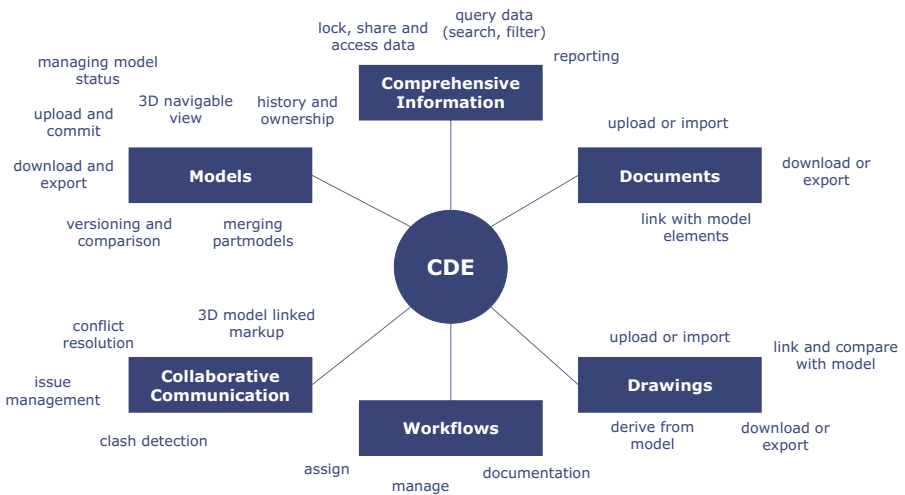 query data
(search, filter)
lock, share and
access data
reporting
Comprehensive
Information
managing model
status
3D navigable
view
history and
ownership
upload and
commit
download and
export
Models
versioning and
comparison
merging
partmodels
upload or import
Documents
download or
export
link with model
elements
CDE
3D model linked
markup
conflict
resolution
Collaborative
Communication
issue
management
clash detection
Workflows
assign
manage
documentation
upload or import
link and compare
with model
Drawings
derive from
model
download or
export